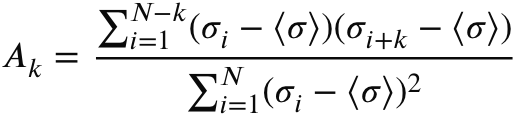 A_k = \frac{\sum_{i=1}^{N-k}(\sigma_i - \langle\sigma\rangle)(\sigma_{i+k} - \langle\sigma\rangle)}{\sum_{i=1}^{N}(\sigma_i - \langle\sigma\rangle)^2}